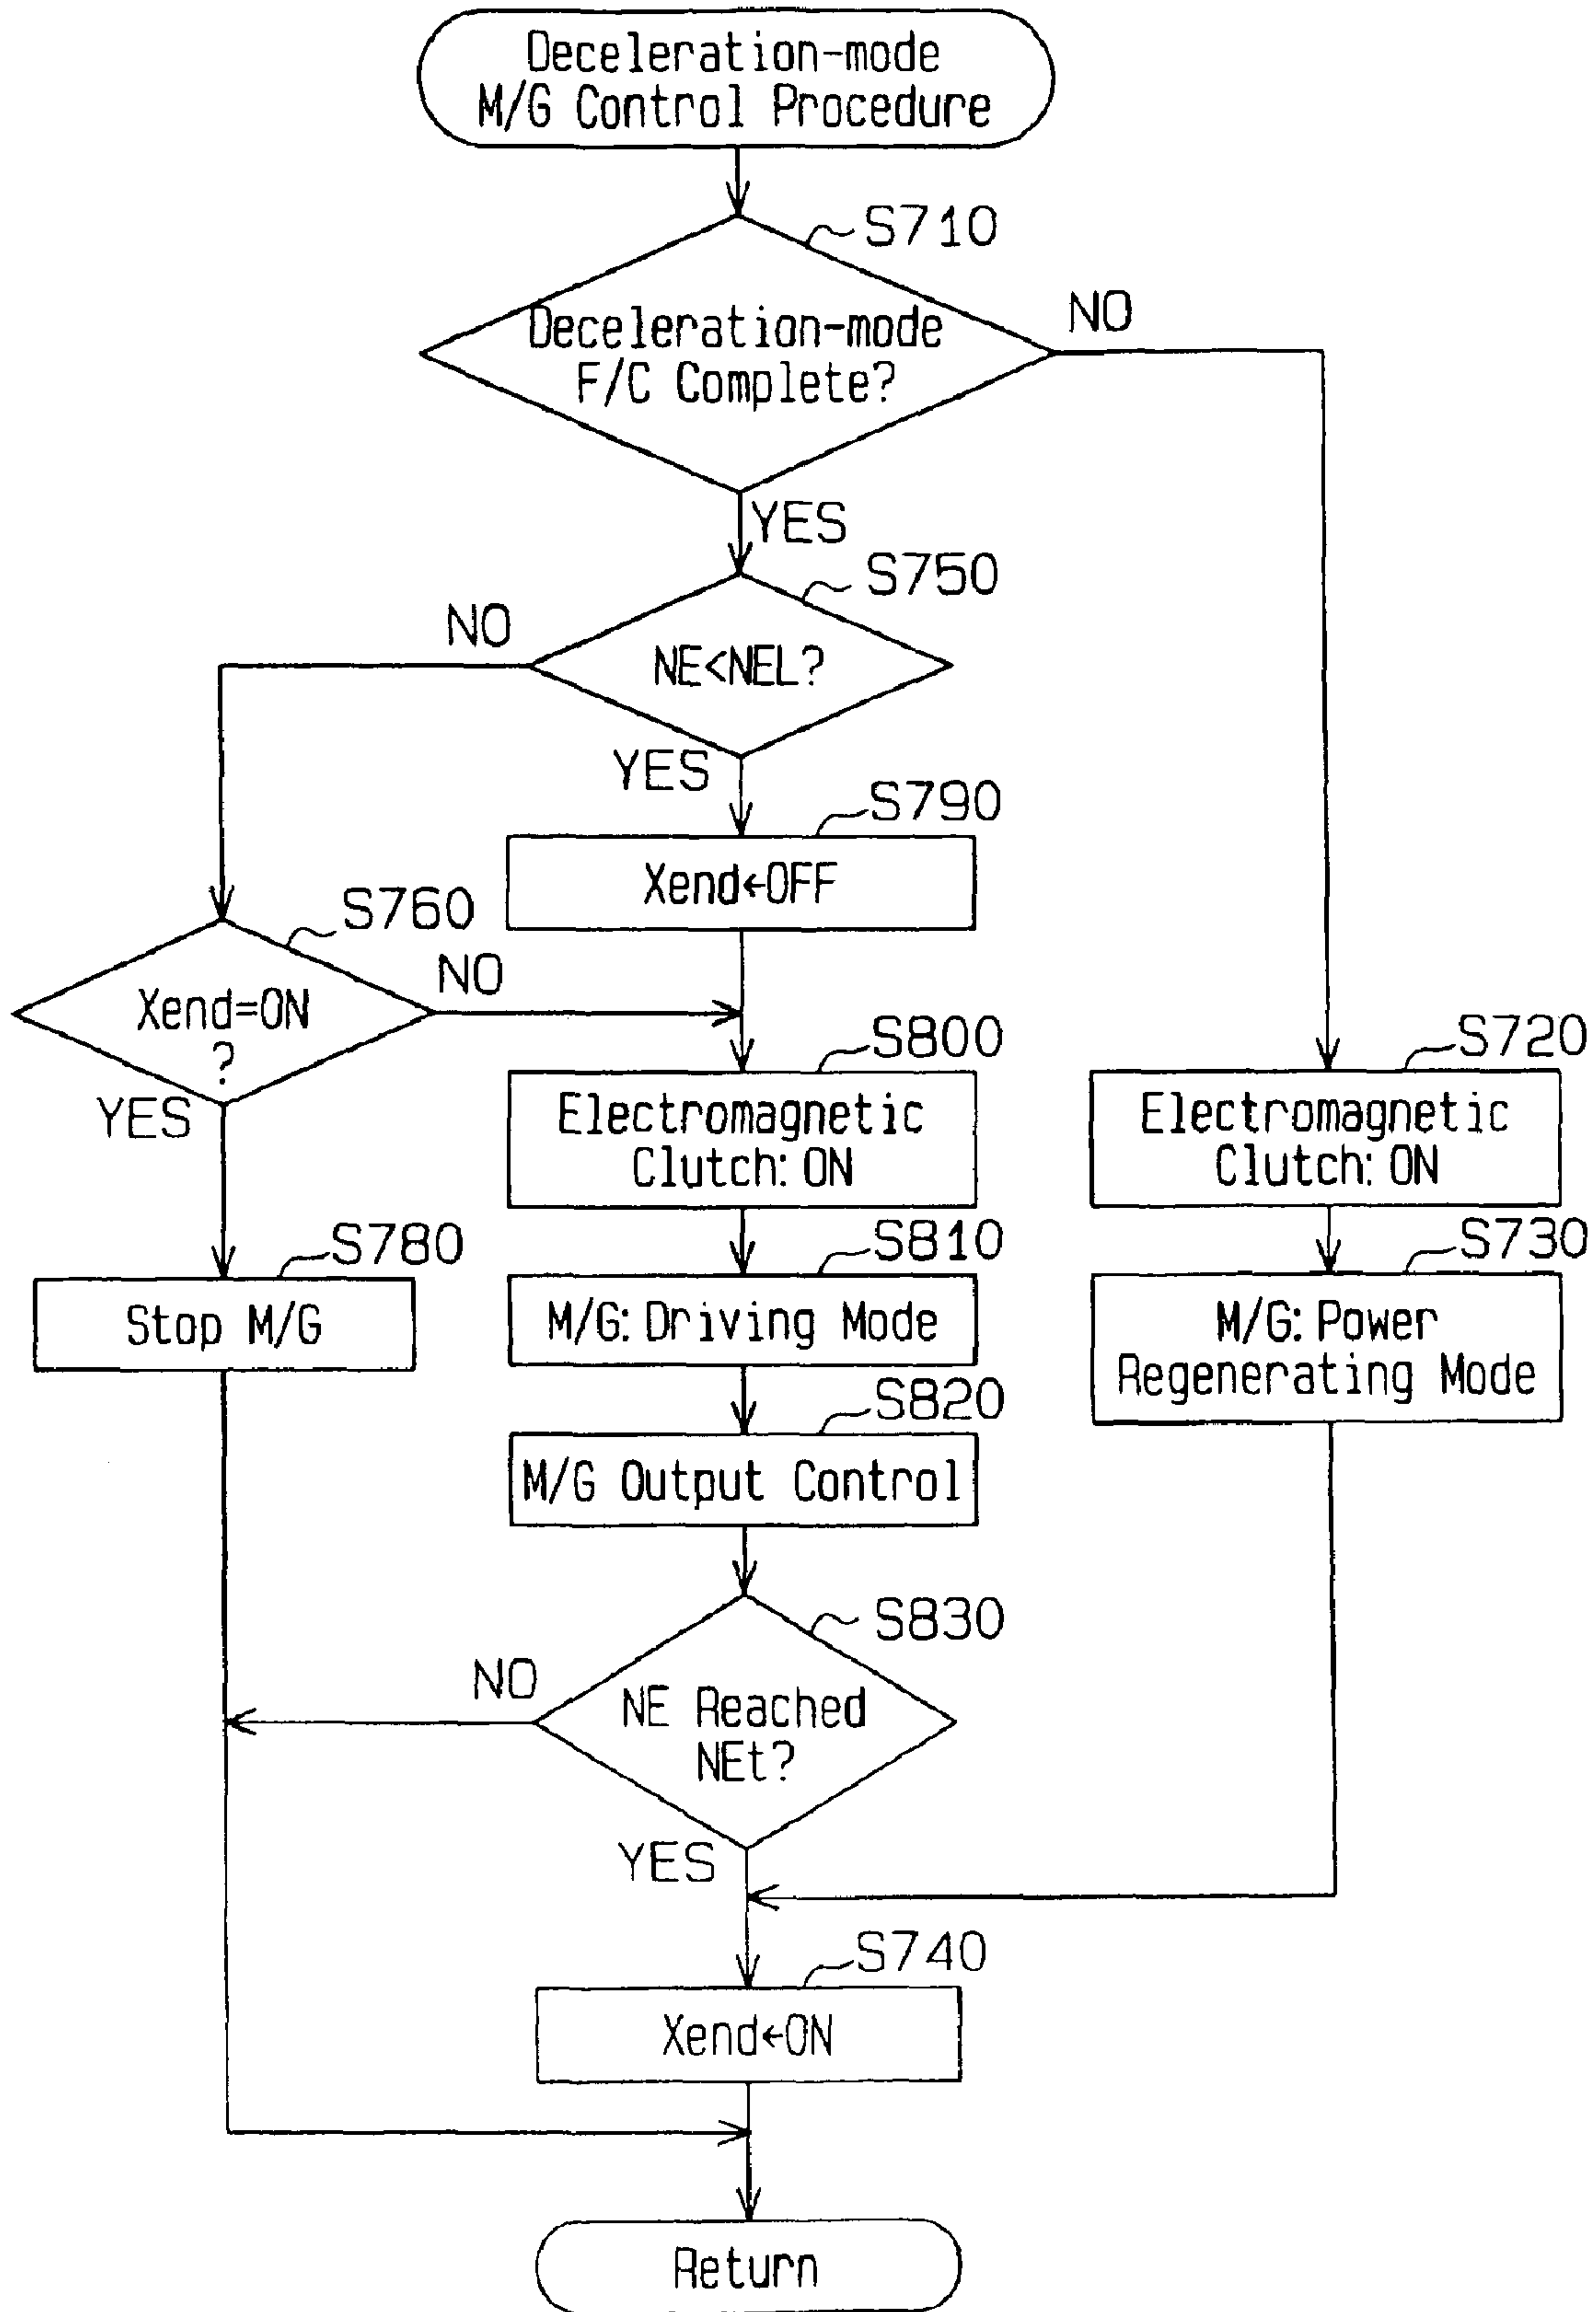 Deceleration-mode
M/G Control Procedure
S710
Deceleration-mode
F/C Complete?
NO
YES
S750
NO
NE<NEL?
YES
S790
Xend←OFF
S760
NO
Xend=ON
?
YES
S800
Electromagnetic
Clutch: ON
S720
Electromagnetic
Clutch: ON
S780
Stop M/G
S810
M/G: Driving Mode
S730
M/G: Power
Regenerating Mode
S820
M/G Output Control
S830
NO
NE Reached
NEt?
YES
S740
Xend←ON
Return